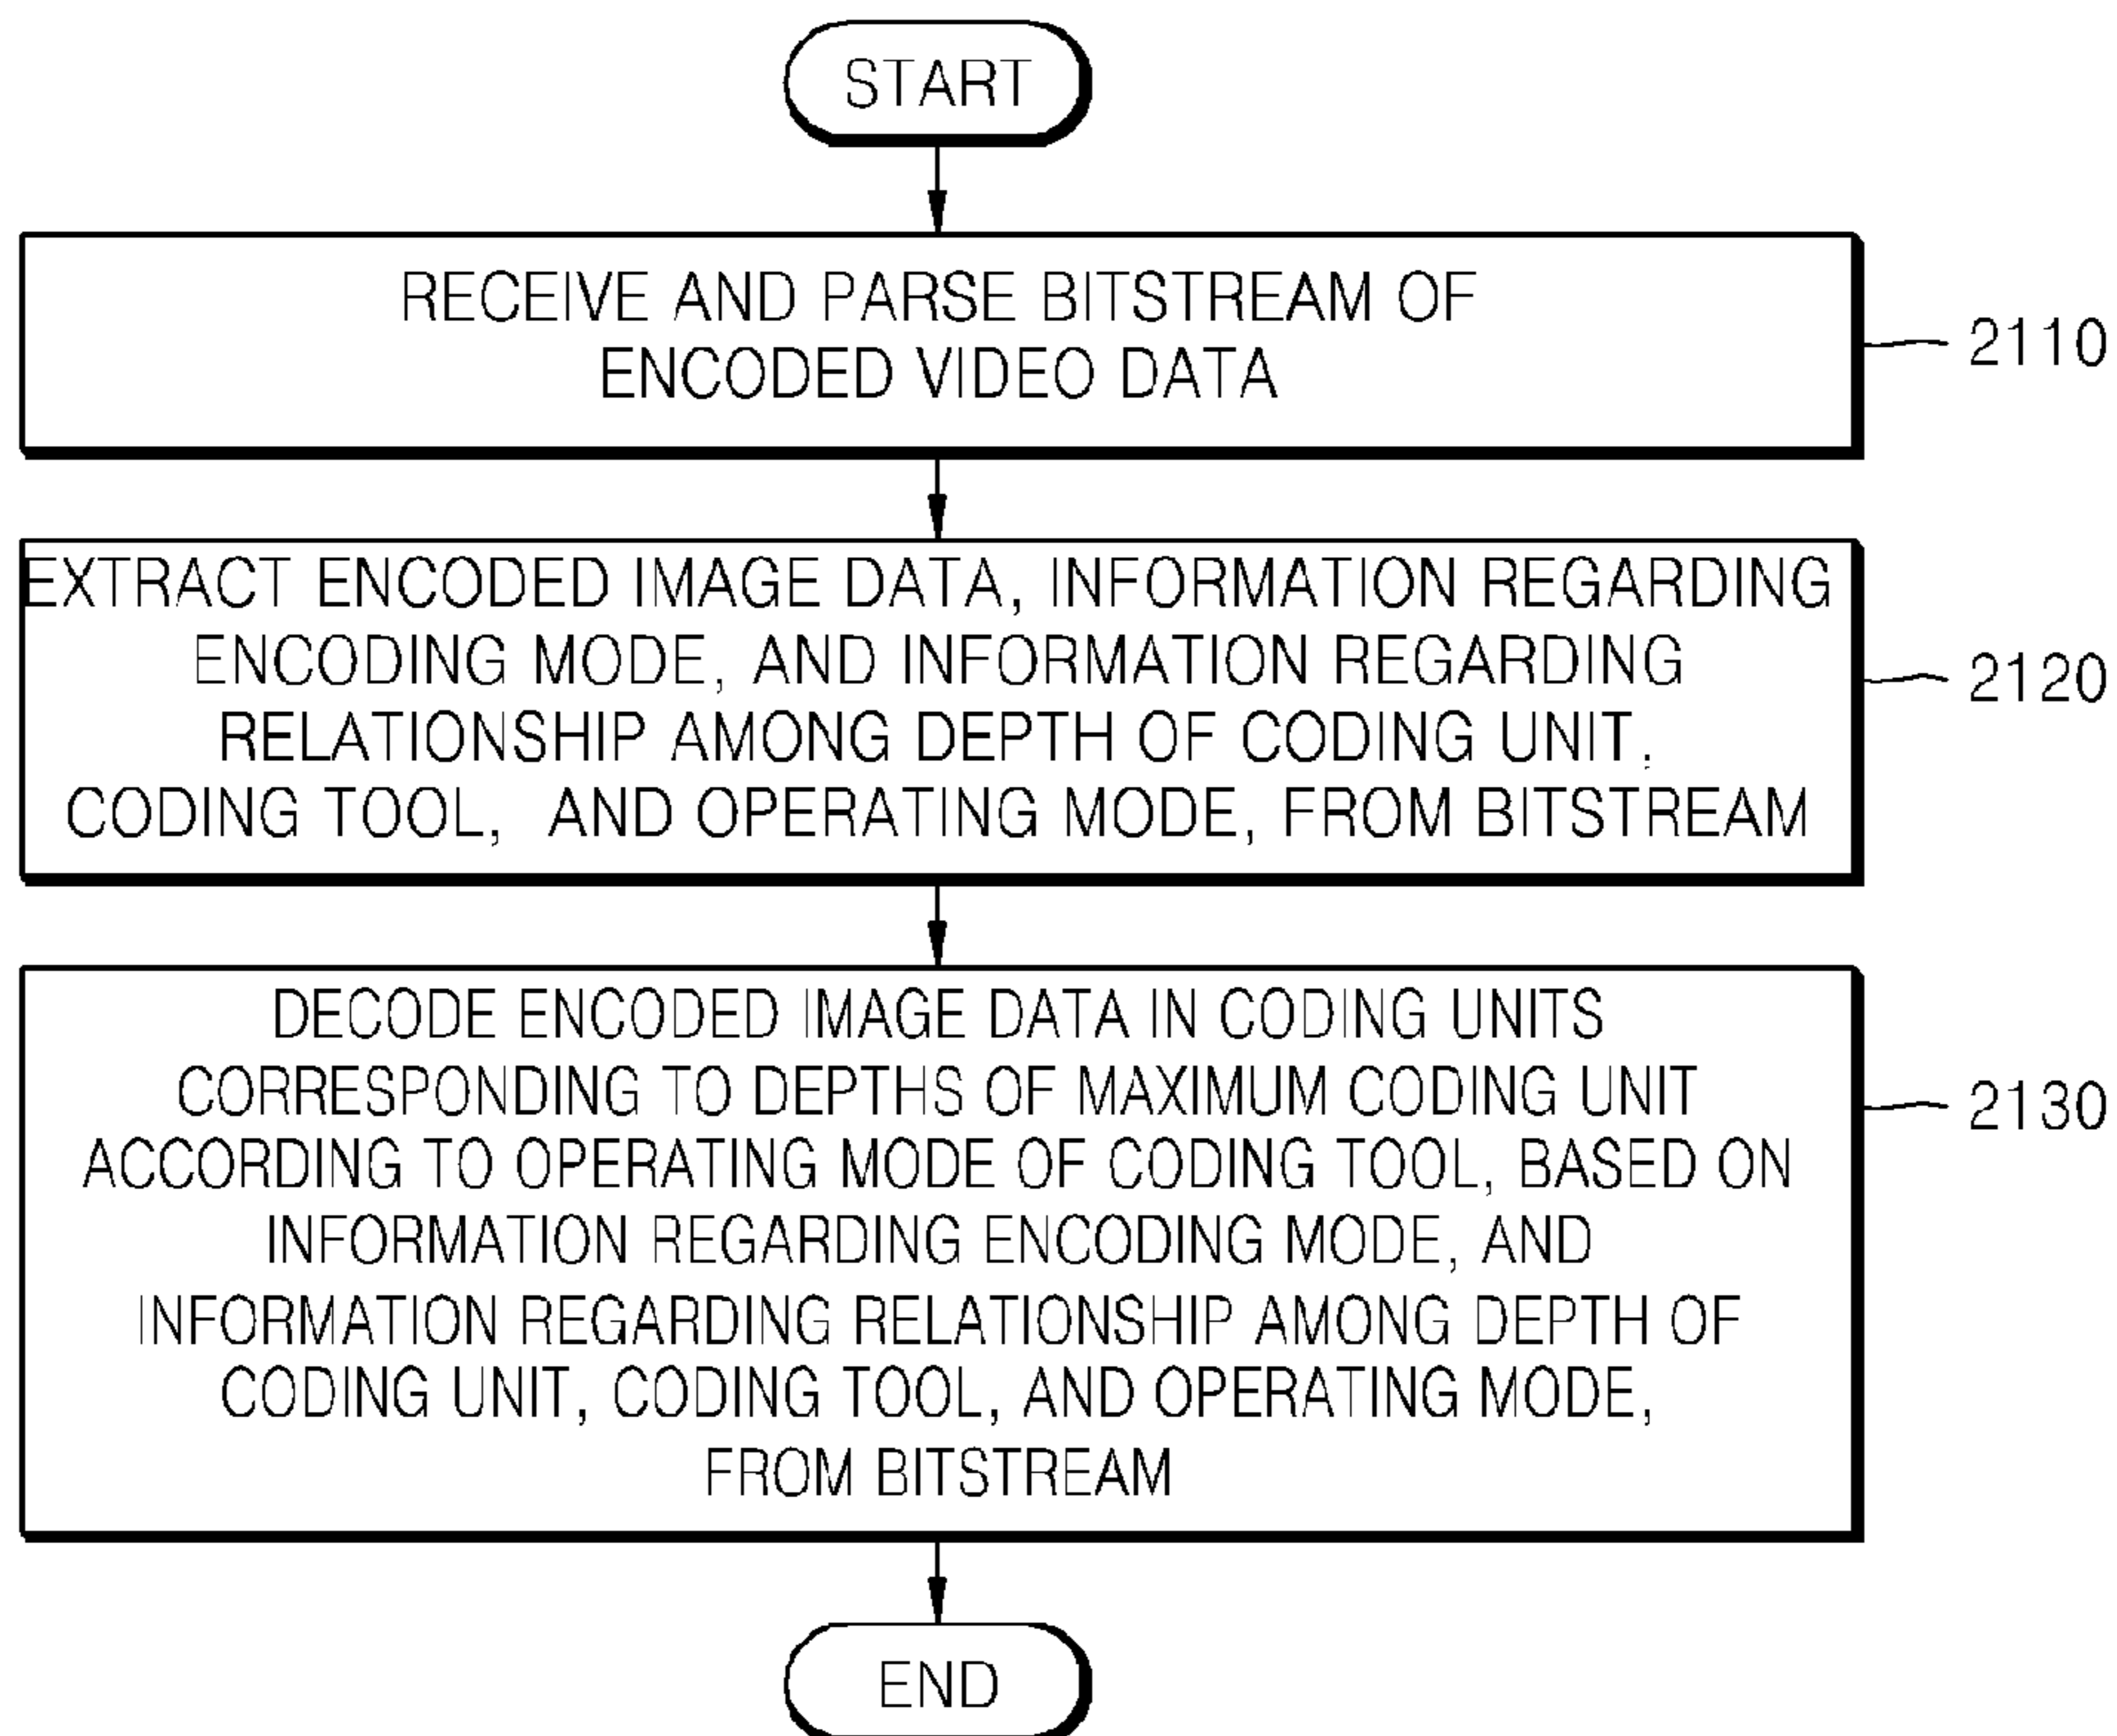 START
RECEIVE AND PARSE BITSTREAM OF
ENCODED VIDEO DATA
2110
EXTRACT ENCODED IMAGE DATA, INFORMATION REGARDING
ENCODING MODE, AND INFORMATION REGARDING
RELATIONSHIP AMONG DEPTH OF CODING UNIT,
CODING TOOL, AND OPERATING MODE, FROM BITSTREAM
2120
DECODE ENCODED IMAGE DATA IN CODING UNITS
CORRESPONDING TO DEPTHS OF MAXIMUM CODING UNIT
ACCORDING TO OPERATING MODE OF CODING TOOL, BASED ON
INFORMATION REGARDING ENCODING MODE, AND
INFORMATION REGARDING RELATIONSHIP AMONG DEPTH OF
CODING UNIT, CODING TOOL, AND OPERATING MODE,
FROM BITSTREAM
2130
END